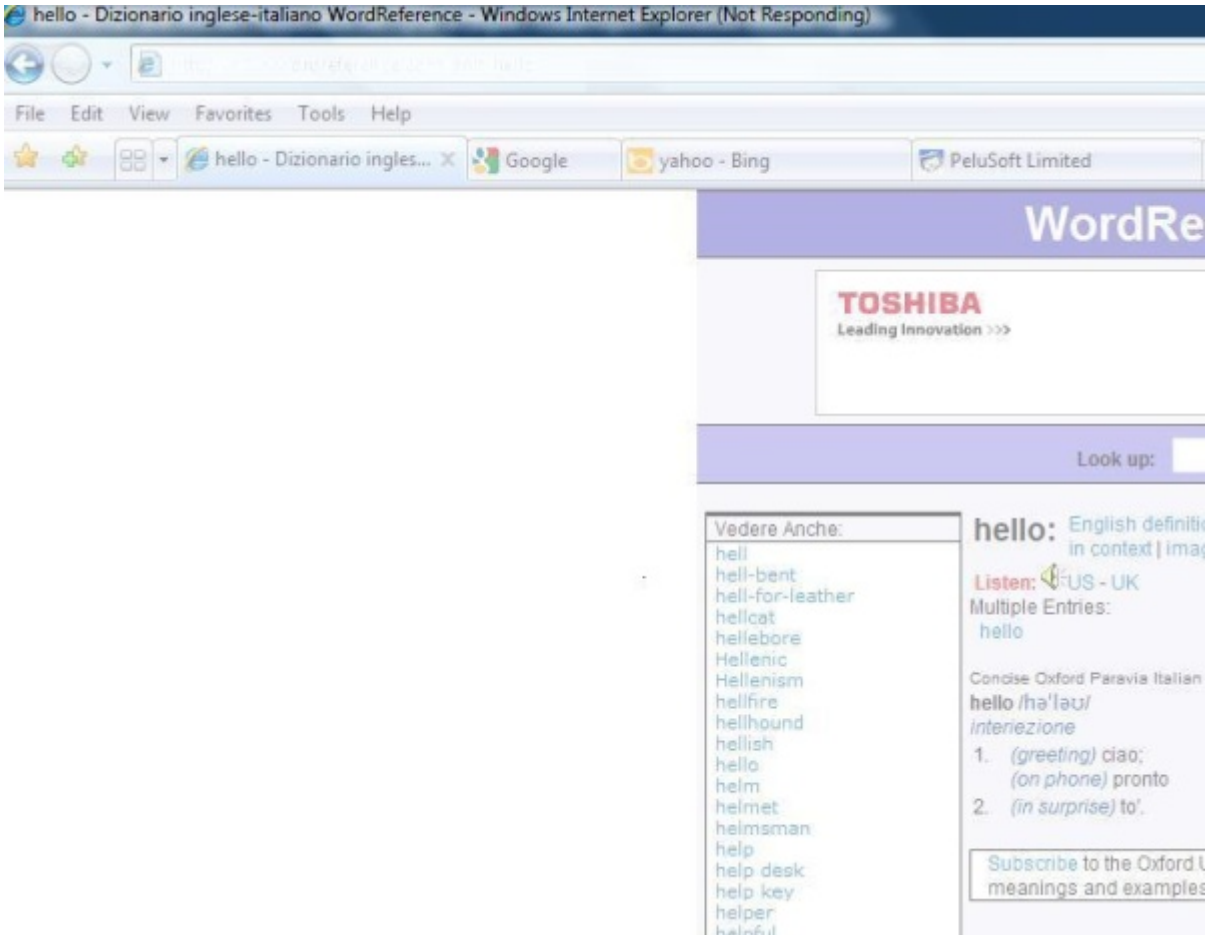 hello - Dizionario inglese-italiano WordReference - Windows Internet Explorer (Not Responding)
File Edit View Favorites Tools Help
hello - Dizionario ingles... Google yahoo - Bing PeluSoft Limited
WordRe
TOSHIBA
Leading Innovation >>>
Look up:
Vedere Anche:
hell
hell-bent
hell-for-leather
hellcat
hellebore
Hellenic
Hellenism
hellfire
hellhound
hellish
hello
helm
helmet
helmsman
help
help desk
help key
helper
helpful
hello: English definitio
in context | imag
Listen: US - UK
Multiple Entries:
hello
Concise Oxford Paravia Italian
hello /hə'ləʊ/
interiezione
1. (greeting) ciao;
(on phone) pronto
2. (in surprise) to'.
Subscribe to the Oxford U
meanings and examples